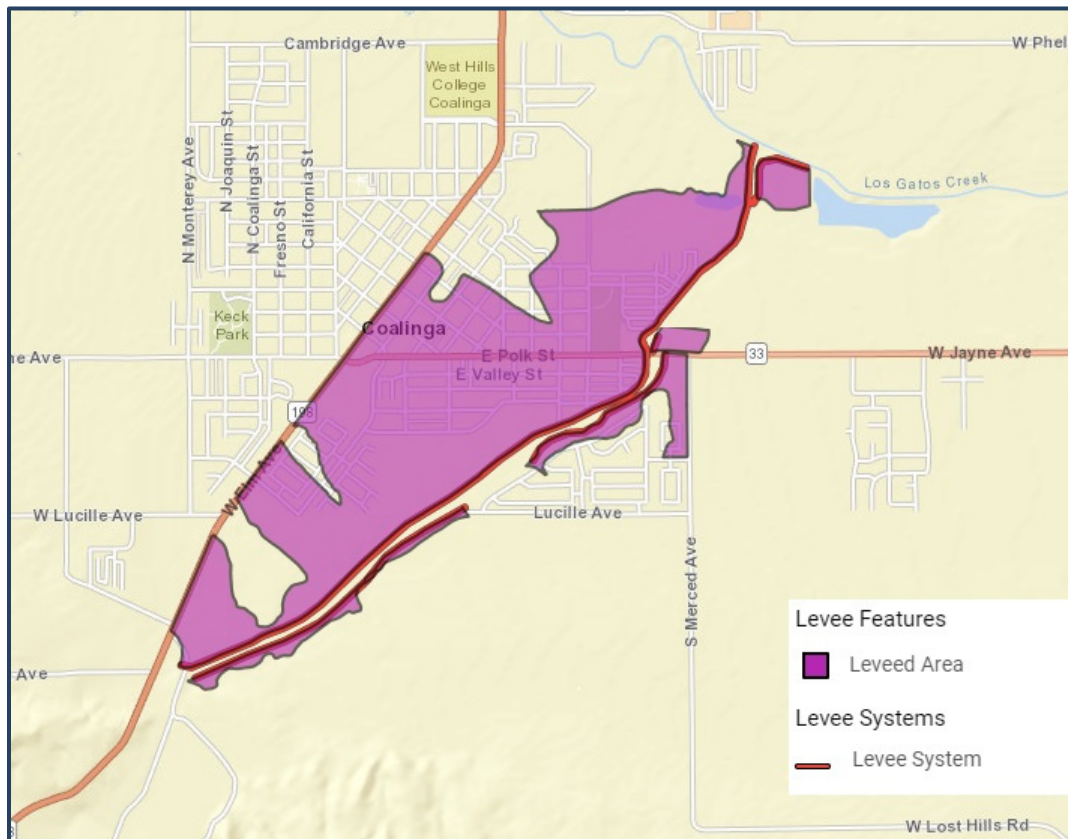 Cambridge Ave
W Phel
West Hills
College
Coalinga
N Monterey Ave
N Joaquin St
N Coalinga St
Fresno St
California St
Los Gatos Creek
Keck
Park
Coalinga
ne Ave
E Polk St
33
W Jayne Ave
E Valley St
198
W Elm Ave
W Lucille Ave
Lucille Ave
S Merced Ave
Ave
W Lost Hills Rd
Levee Features
Leveed Area
Levee Systems
Levee System